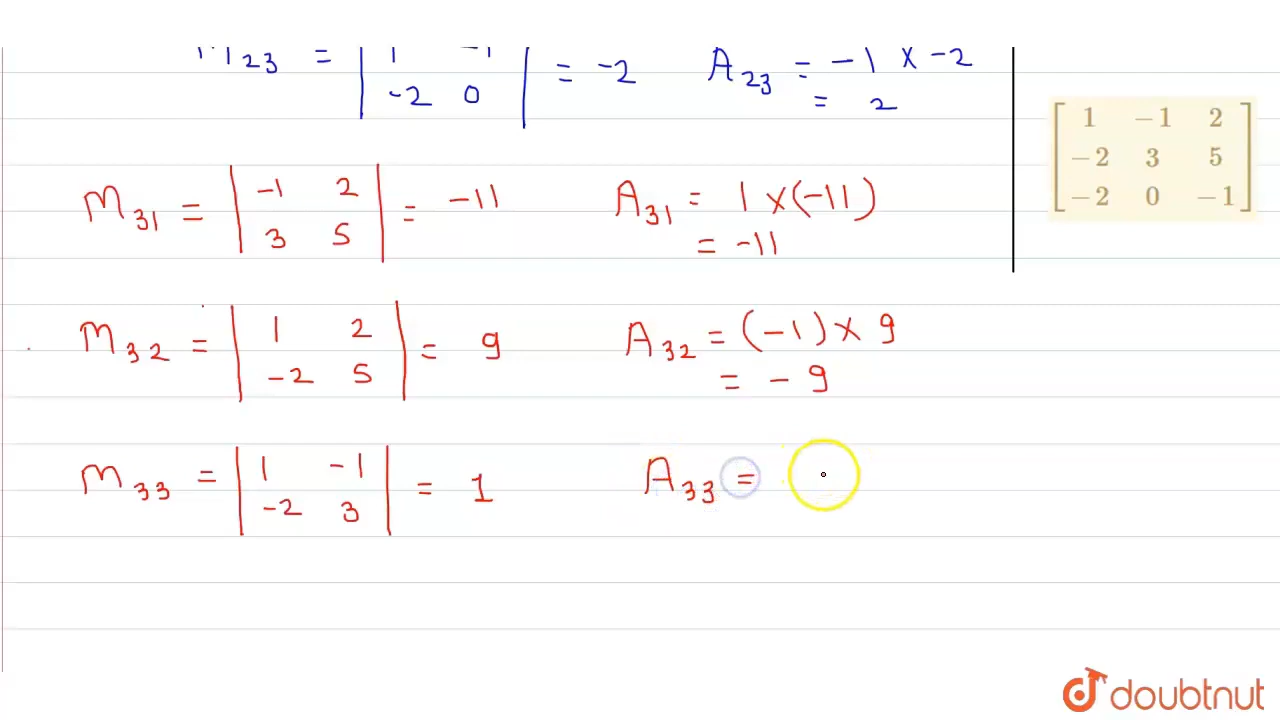 M23 = | 1 -1 | = -2 A23 = -1 × -2
| -2 0 | = 2
M31 = | -1 2 | = -11 A31 = 1 × (-11)
| 3 5 | = -11
M32 = | 1 2 | = 9 A32 = (-1) × 9
| -2 5 | = -9
M33 = | 1 -1 | = 1 A33 =
| -2 3 |
[ 1 -1 2
-2 3 5
-2 0 -1 ]
doubtnut